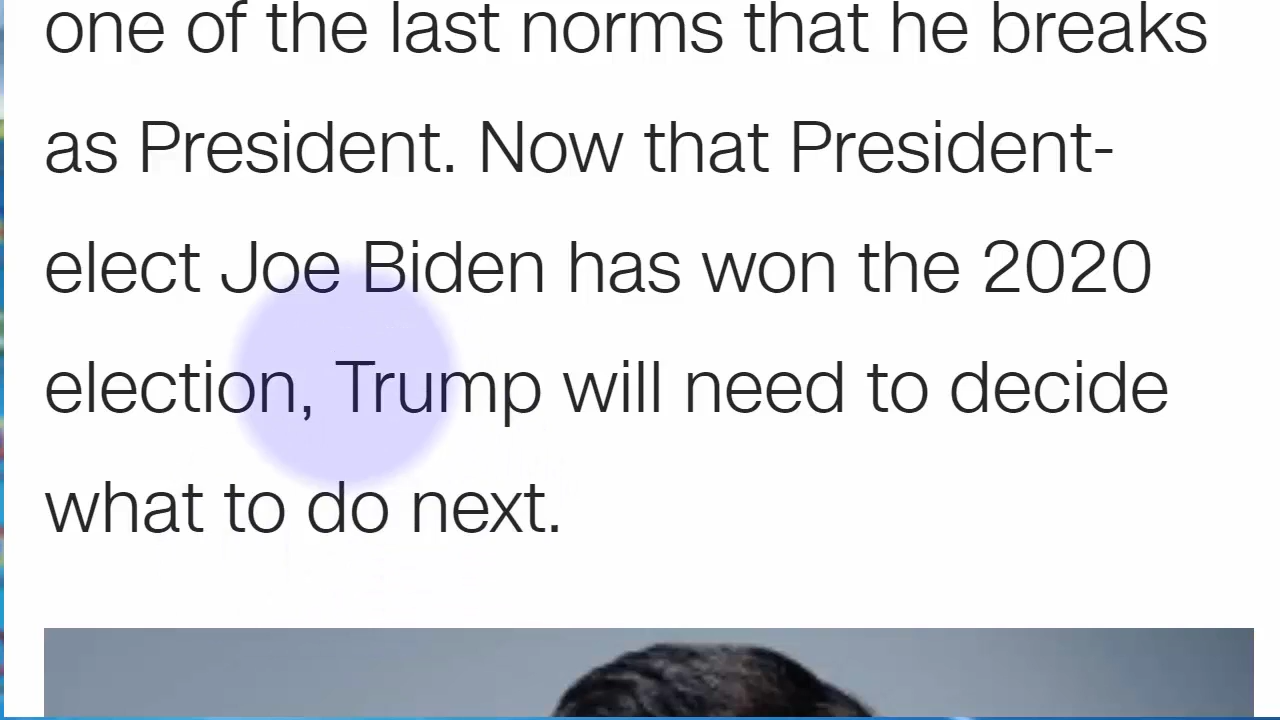 one of the last norms that he breaks
as President. Now that President-
elect Joe Biden has won the 2020
election, Trump will need to decide
what to do next.